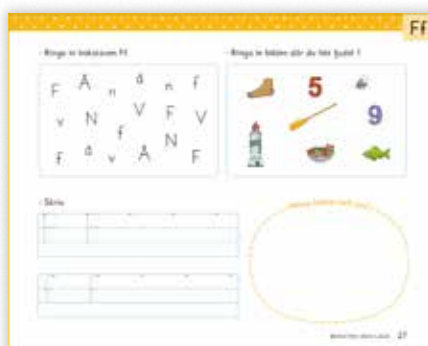 Ff
- Ringa in bokstaven Ff. - Ringa in bilden där du hör ljudet f.
F Å n å n f
v N f V F V
f å v Å N F
5
9
- Skriv.
27